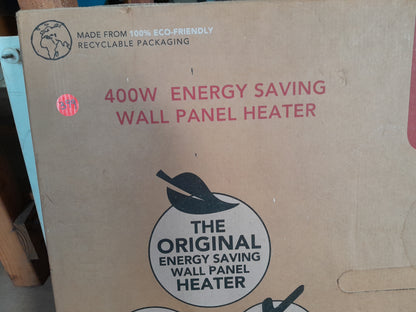 MADE FROM 100% ECO-FRIENDLY
RECYCLABLE PACKAGING
400W ENERGY SAVING
WALL PANEL HEATER
THE
ORIGINAL
ENERGY SAVING
WALL PANEL
HEATER